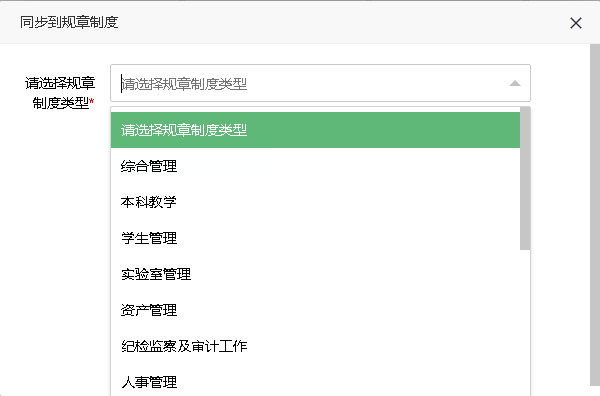 同步到规章制度
请选择规章
制度类型*
请选择规章制度类型
请选择规章制度类型
综合管理
本科教学
学生管理
实验室管理
资产管理
纪检监察及审计工作
人事管理